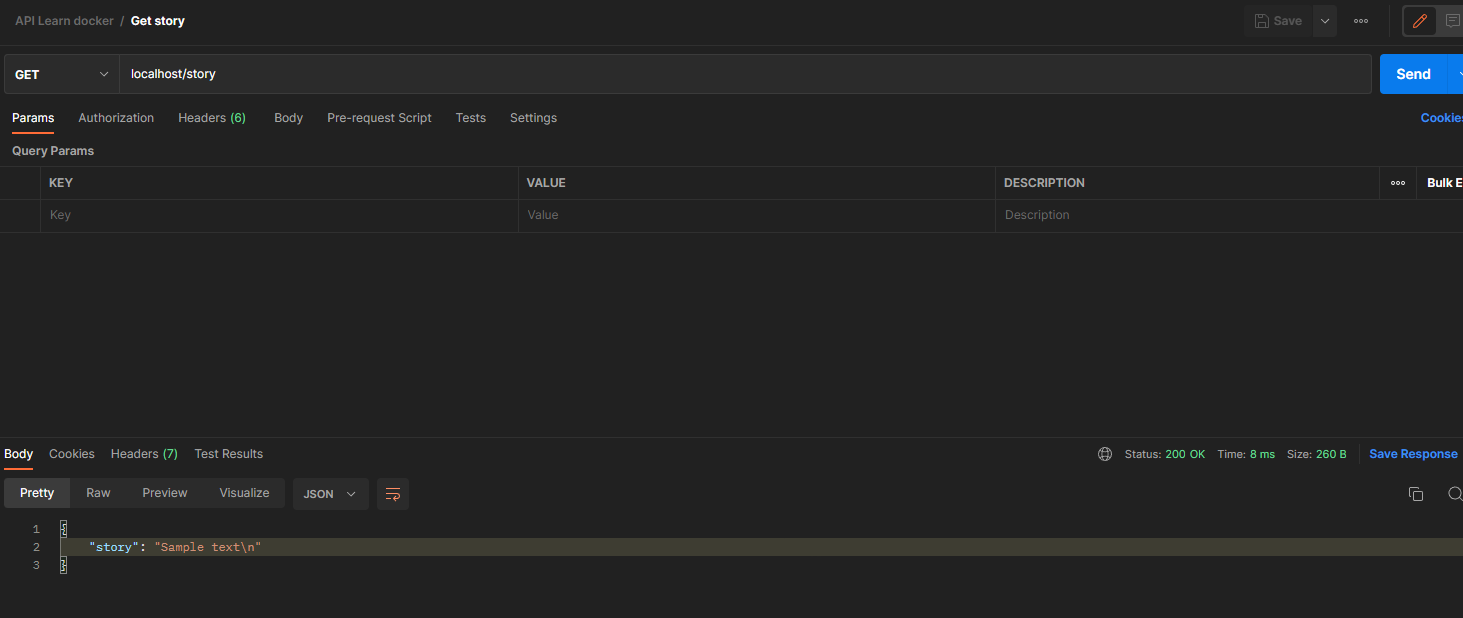 API Learn docker / Get story
Save
GET
localhost/story
Send
Params Authorization Headers (6) Body Pre-request Script Tests Settings
Cookies
Query Params
KEY VALUE DESCRIPTION Bulk E
Key Value Description
Body Cookies Headers (7) Test Results
Status: 200 OK Time: 8 ms Size: 260 B Save Response
Pretty Raw Preview Visualize JSON
1 {
2 "story": "Sample text\n"
3 }